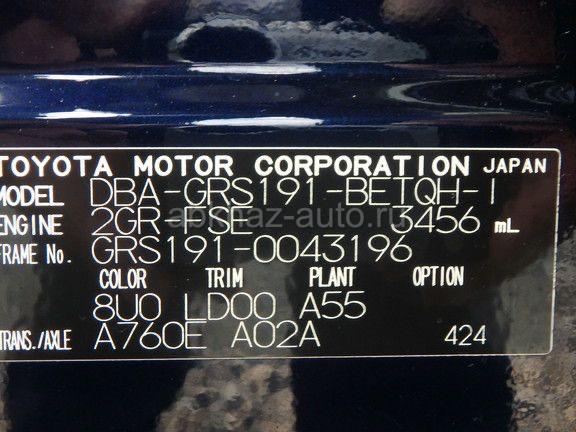 TOYOTA MOTOR CORPORATION JAPAN
MODEL DBA-GRS191-BETQH-I
ENGINE 2GR-FSE 3456 mL
FRAME No. GRS191-0043196
COLOR TRIM PLANT OPTION
8U0 LD00 A55
TRANS./AXLE A760E A02A 424